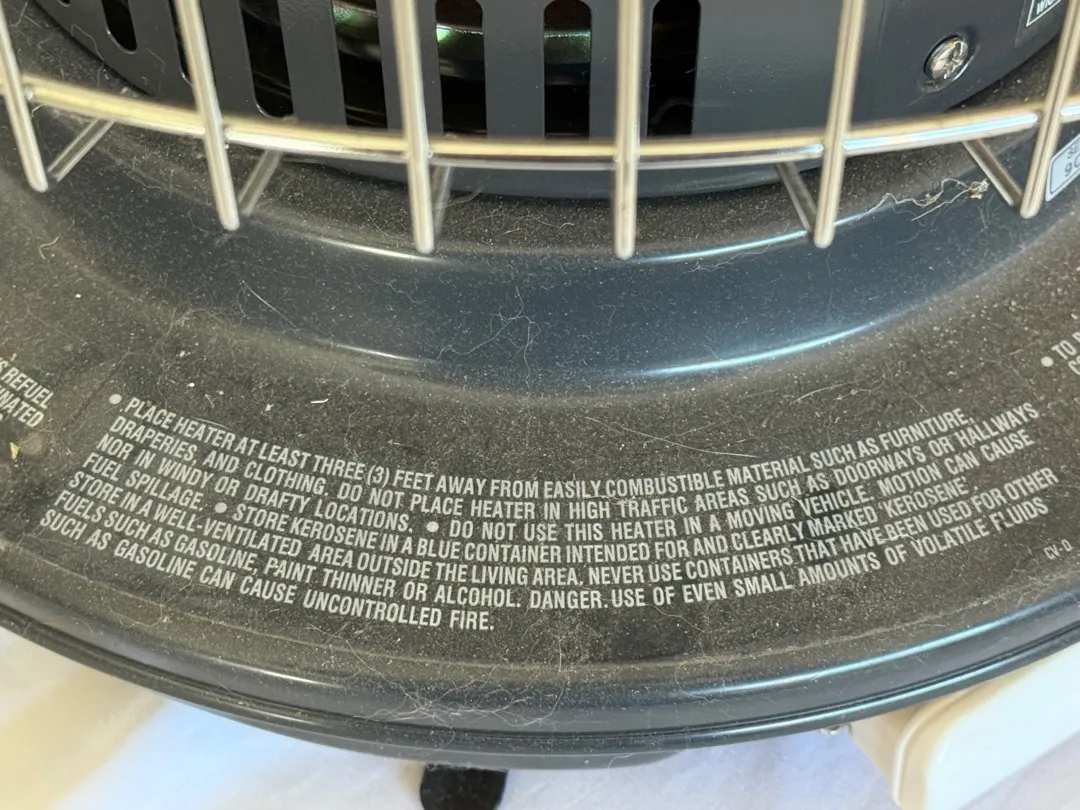 S REFUEL
• PLACE HEATER AT LEAST THREE (3) FEET AWAY FROM EASILY COMBUSTIBLE MATERIAL SUCH AS FURNITURE,
DRAPERIES, AND CLOTHING. DO NOT PLACE HEATER IN HIGH TRAFFIC AREAS SUCH AS DOORWAYS OR HALLWAYS
NOR IN WINDY OR DRAFTY LOCATIONS. • DO NOT USE THIS HEATER IN A MOVING VEHICLE. MOTION CAN CAUSE
FUEL SPILLAGE. • STORE KEROSENE IN A BLUE CONTAINER INTENDED FOR AND CLEARLY MARKED "KEROSENE"
STORE IN A WELL-VENTILATED AREA OUTSIDE THE LIVING AREA. NEVER USE CONTAINERS THAT HAVE BEEN USED FOR OTHER
FUELS SUCH AS GASOLINE, PAINT THINNER OR ALCOHOL. DANGER. USE OF EVEN SMALL AMOUNTS OF VOLATILE FLUIDS
SUCH AS GASOLINE CAN CAUSE UNCONTROLLED FIRE.
• TO